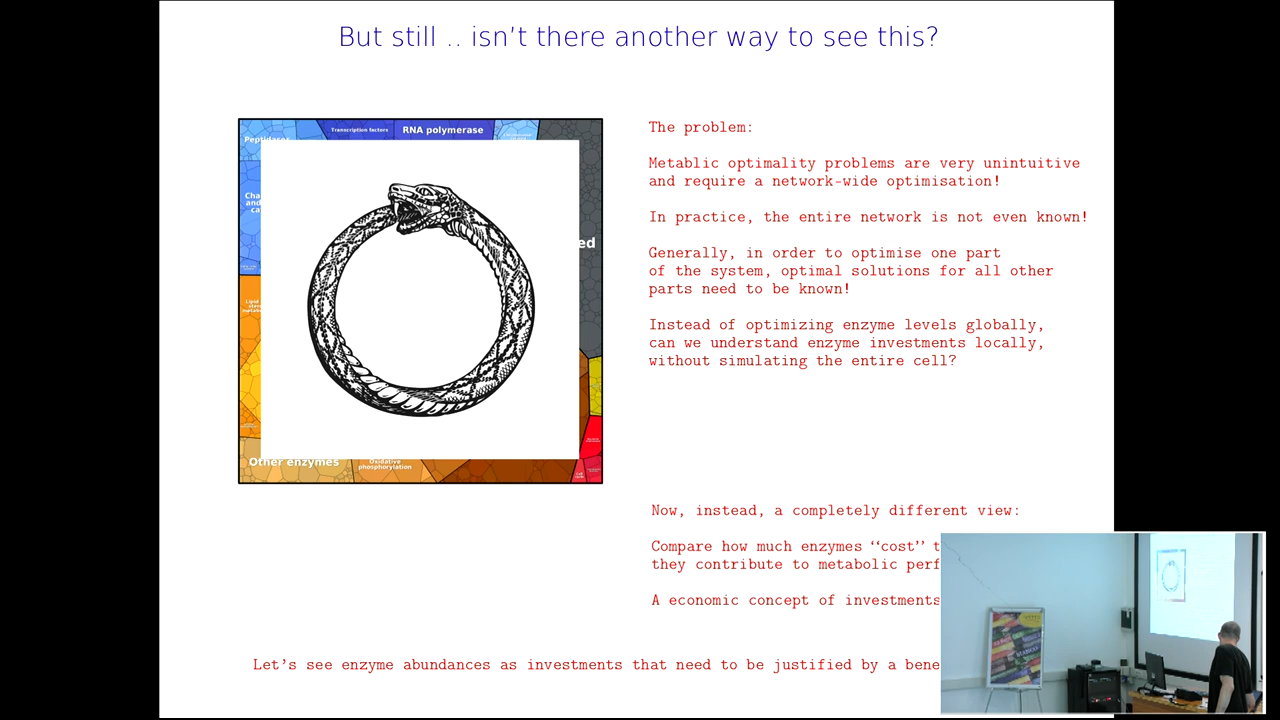 But still .. isn't there another way to see this?
Peptidases
Transcription factors
RNA polymerase
ed
Other enzymes
Oxidative
phosphorylation
The problem:
Metablic optimality problems are very unintuitive
and require a network-wide optimisation!
In practice, the entire network is not even known!
Generally, in order to optimise one part
of the system, optimal solutions for all other
parts need to be known!
Instead of optimizing enzyme levels globally,
can we understand enzyme investments locally,
without simulating the entire cell?
Now, instead, a completely different view:
Compare how much enzymes “cost” t
they contribute to metabolic perf
A economic concept of investments
Let's see enzyme abundances as investments that need to be justified by a bene